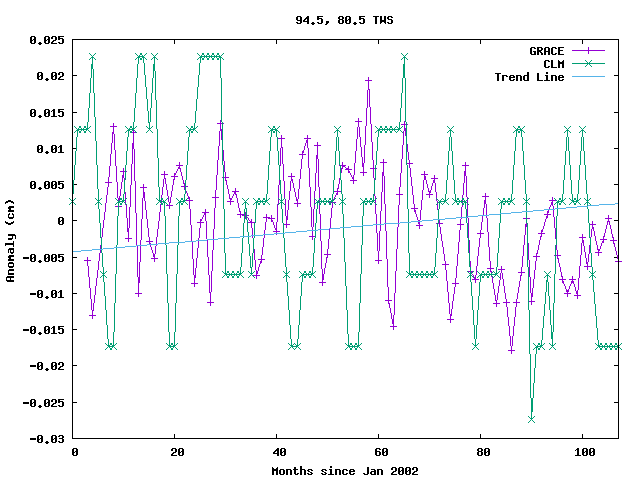 94.5, 80.5 TWS
GRACE
CLM
Trend Line
0.025
0.02
0.015
0.01
0.005
0
-0.005
-0.01
-0.015
-0.02
-0.025
-0.03
Anomaly (cm)
0 20 40 60 80 100
Months since Jan 2002